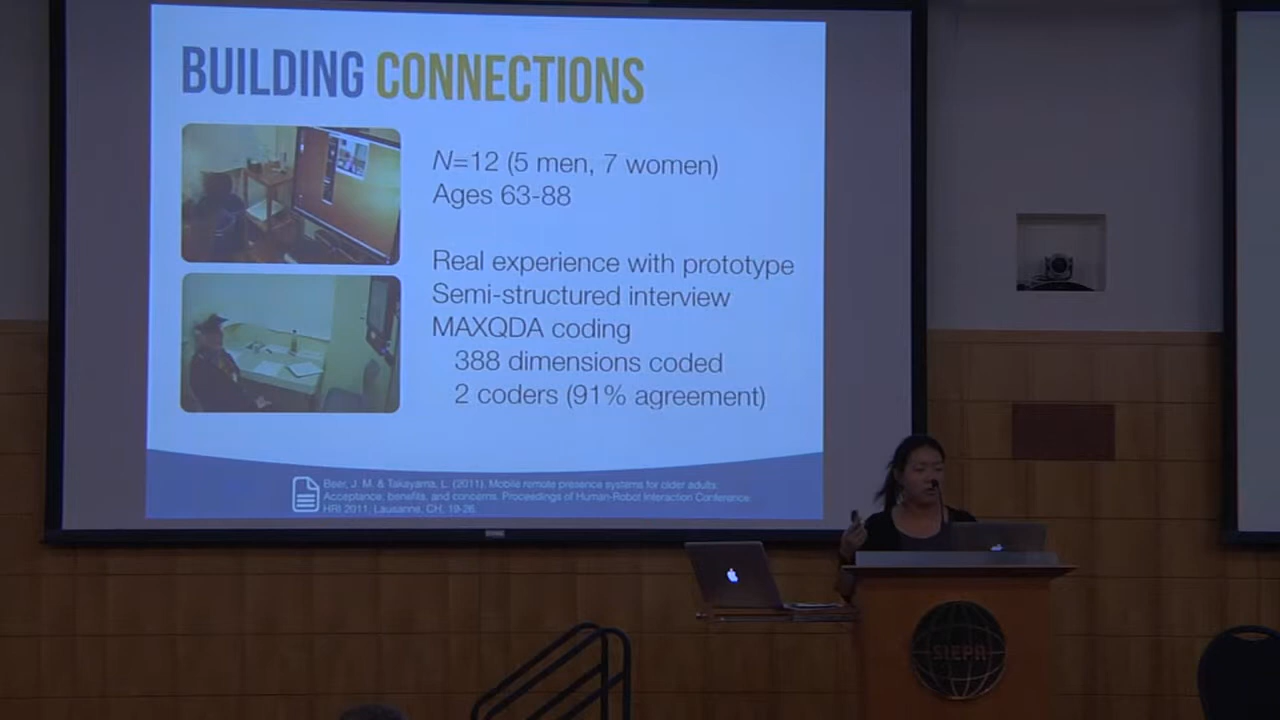 BUILDING CONNECTIONS
N=12 (5 men, 7 women)
Ages 63-88
Real experience with prototype
Semi-structured interview
MAXQDA coding
388 dimensions coded
2 coders (91% agreement)
Beer, J. M. & Takayama, L. (2011). Mobile remote presence systems for older adults:
Acceptance, benefits, and concerns. Proceedings of Human-Robot Interaction Conference:
HRI 2011, Lausanne, CH, 19-26.
SIEPR